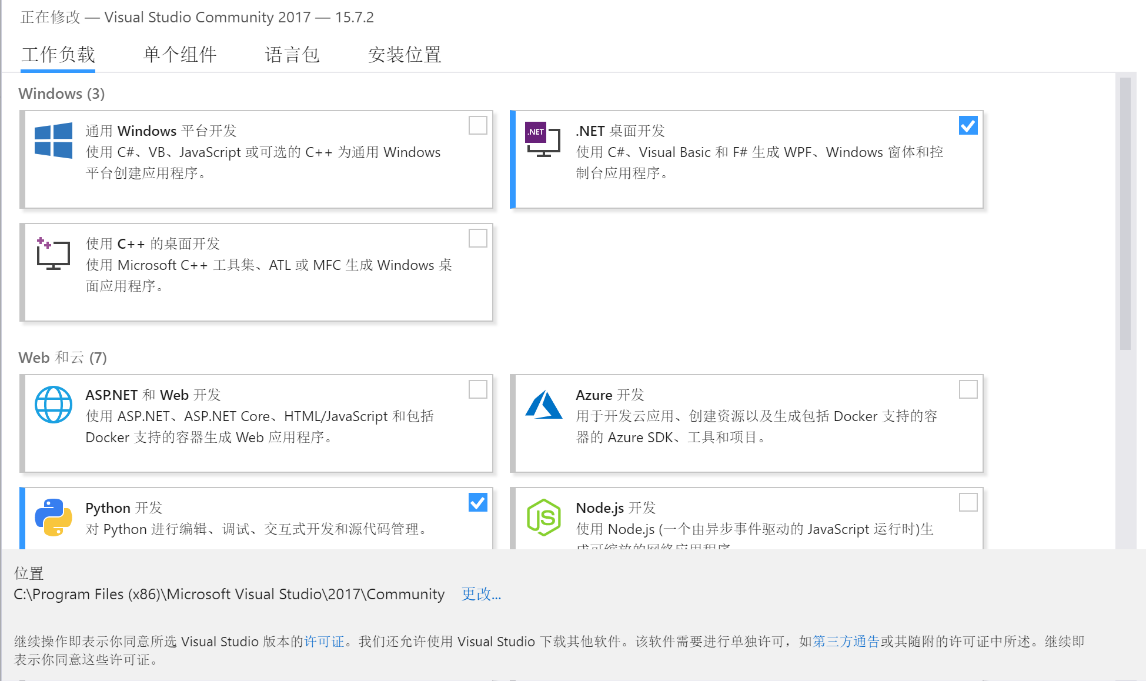 正在修改 — Visual Studio Community 2017 — 15.7.2
工作负载 单个组件 语言包 安装位置
Windows (3)
通用 Windows 平台开发
使用 C#、VB、JavaScript 或可选的 C++ 为通用 Windows
平台创建应用程序。
.NET
.NET 桌面开发
使用 C#、Visual Basic 和 F# 生成 WPF、Windows 窗体和控
制台应用程序。
使用 C++ 的桌面开发
使用 Microsoft C++ 工具集、ATL 或 MFC 生成 Windows 桌
面应用程序。
Web 和云 (7)
ASP.NET 和 Web 开发
使用 ASP.NET、ASP.NET Core、HTML/JavaScript 和包括
Docker 支持的容器生成 Web 应用程序。
Azure 开发
用于开发云应用、创建资源以及生成包括 Docker 支持的容
器的 Azure SDK、工具和项目。
Python 开发
对 Python 进行编辑、调试、交互式开发和源代码管理。
JS
Node.js 开发
使用 Node.js (一个由异步事件驱动的 JavaScript 运行时)生
成可缩放的网络应用程序。
位置
C:\Program Files (x86)\Microsoft Visual Studio\2017\Community 更改...
继续操作即表示你同意所选 Visual Studio 版本的许可证。我们还允许使用 Visual Studio 下载其他软件。该软件需要进行单独许可，如第三方通告或其随附的许可证中所述。继续即
表示你同意这些许可证。